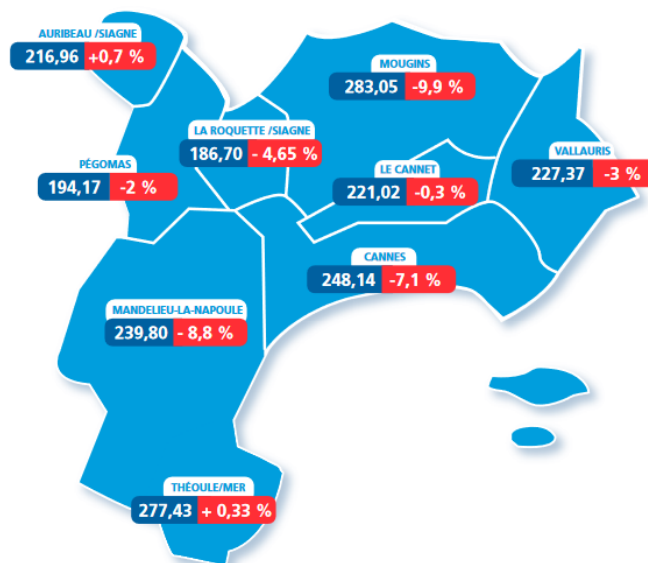 AURIBEAU /SIAGNE
216,96 +0,7 %
MOUGINS
283,05 -9,9 %
LA ROQUETTE /SIAGNE
186,70 - 4,65 %
VALLAURIS
227,37 -3 %
PÉGOMAS
194,17 -2 %
LE CANNET
221,02 -0,3 %
CANNES
248,14 -7,1 %
MANDELIEU-LA-NAPOULE
239,80 - 8,8 %
THÉOULE/MER
277,43 + 0,33 %